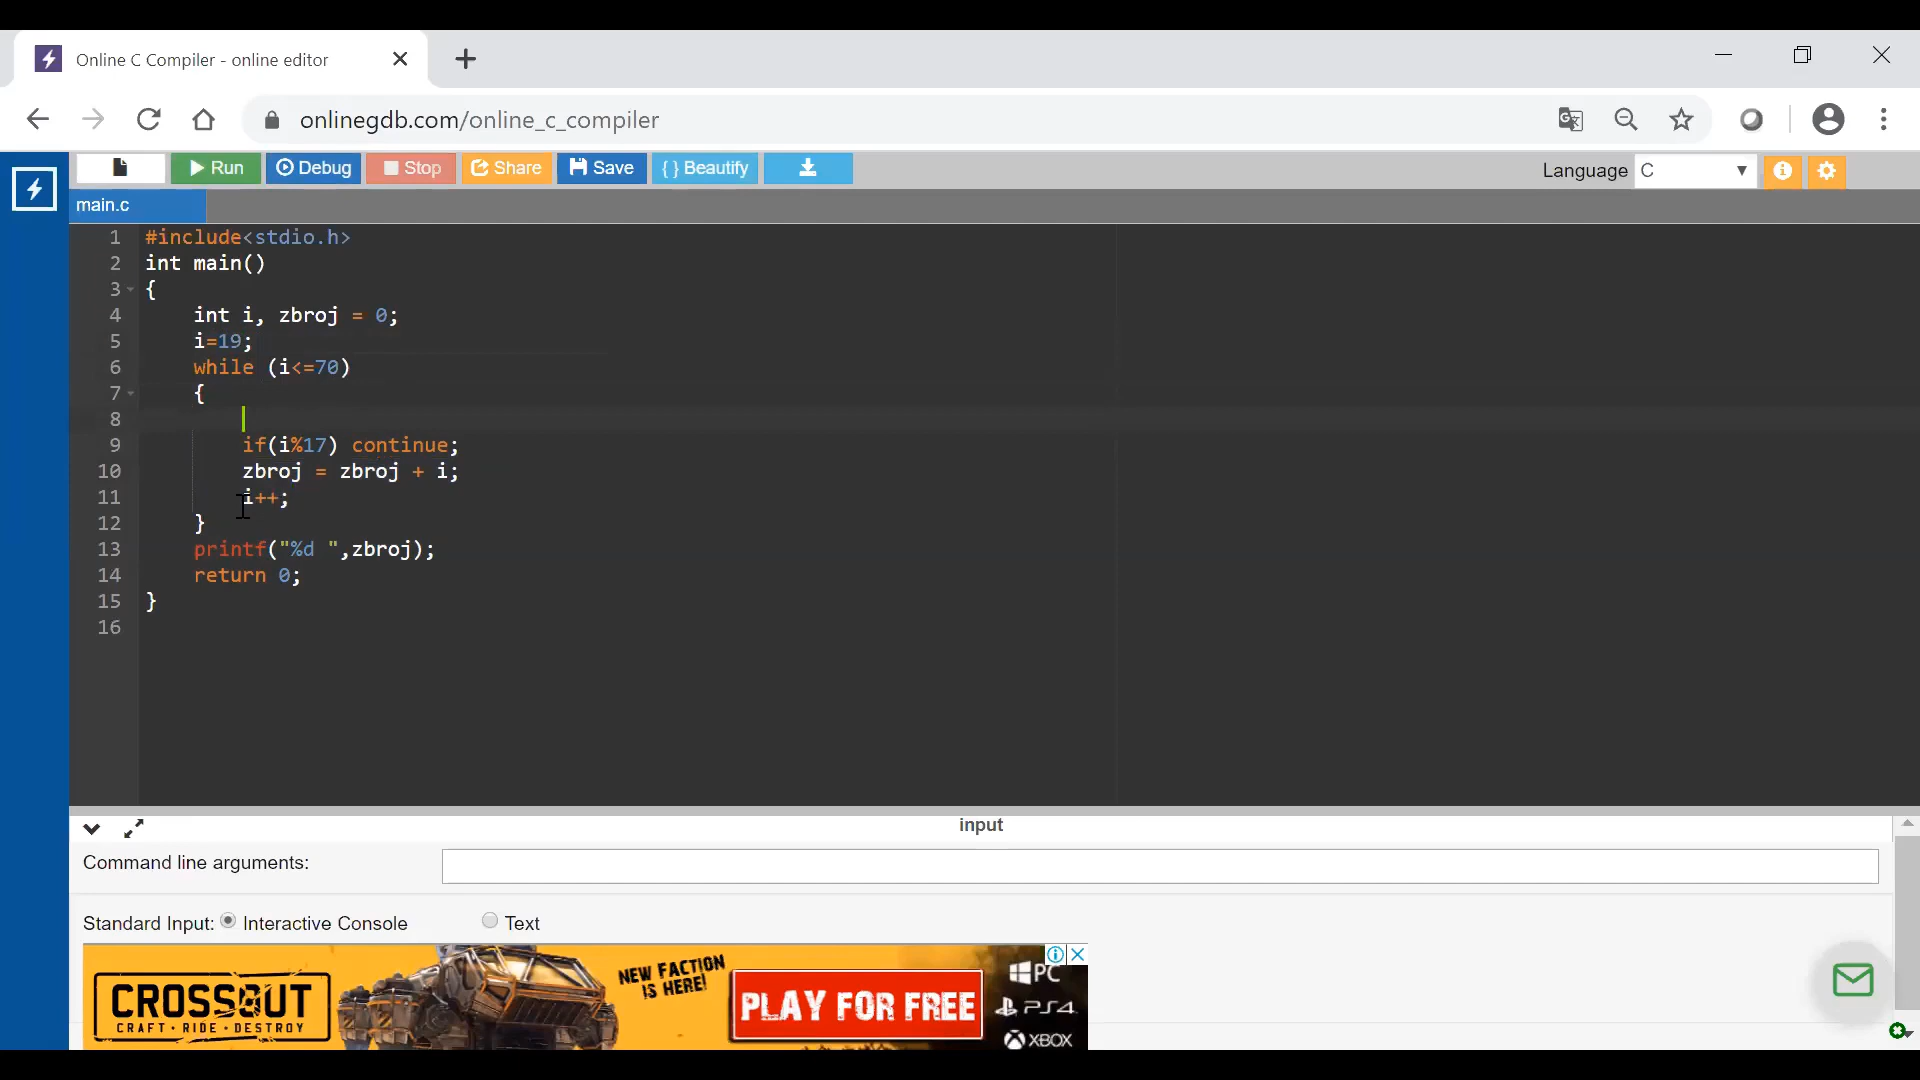 Online C Compiler - online editor
onlinegdb.com/online_c_compiler
Run Debug Stop Share Save { } Beautify Language C
main.c
1 #include<stdio.h>
2 int main()
3 {
4 int i, zbroj = 0;
5 i=19;
6 while (i<=70)
7 {
8
9 if(i%17) continue;
10 zbroj = zbroj + i;
11 i++;
12 }
13 printf("%d ",zbroj);
14 return 0;
15 }
16
input
Command line arguments:
Standard Input: Interactive Console Text
CROSSOUT
CRAFT • RIDE • DESTROY
NEW FACTION
IS HERE!
PLAY FOR FREE
PC
PS4
XBOX